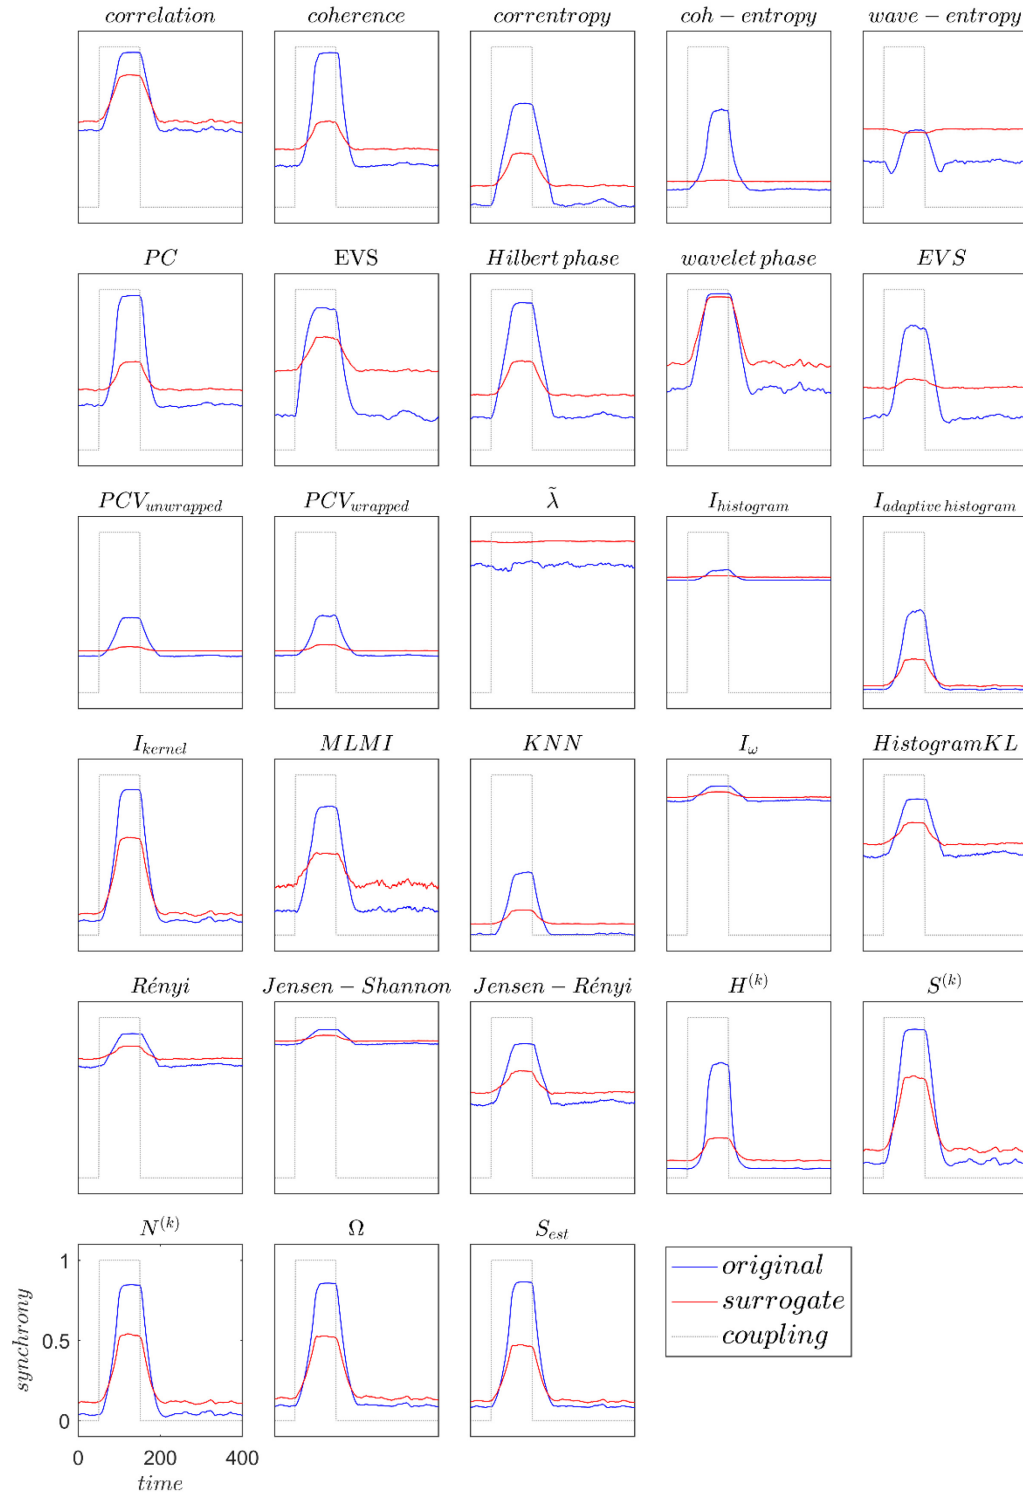 correlation coherence correntropy coh − entropy wave − entropy
PC EVS Hilbert phase wavelet phase EVS
PCV_unwrapped PCV_wrapped λ̃ I_histogram I_adaptive histogram
I_kernel MLMI KNN I_ω HistogramKL
Rényi Jensen − Shannon Jensen − Rényi H^(k) S^(k)
N^(k) Ω S_est
1
0.5
0
synchrony
0 200 400
time
original
surrogate
coupling